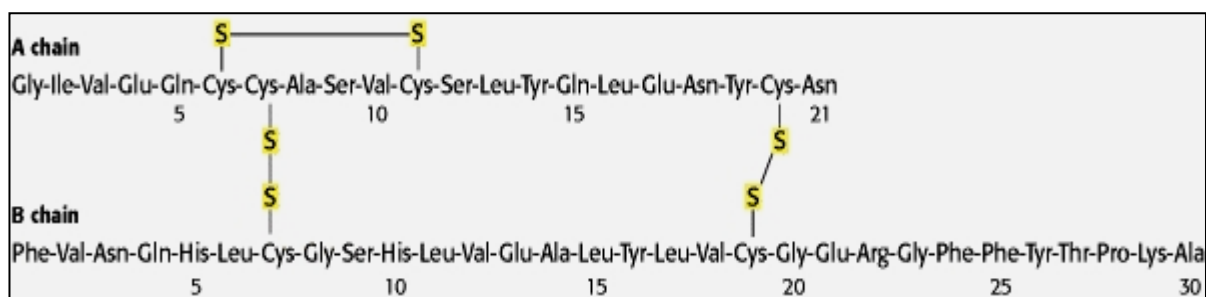 S S
A chain
Gly-Ile-Val-Glu-Gln-Cys-Cys-Ala-Ser-Val-Cys-Ser-Leu-Tyr-Gln-Leu-Glu-Asn-Tyr-Cys-Asn
5 10 15 21
S S
S S
B chain
Phe-Val-Asn-Gln-His-Leu-Cys-Gly-Ser-His-Leu-Val-Glu-Ala-Leu-Tyr-Leu-Val-Cys-Gly-Glu-Arg-Gly-Phe-Phe-Tyr-Thr-Pro-Lys-Ala
5 10 15 20 25 30